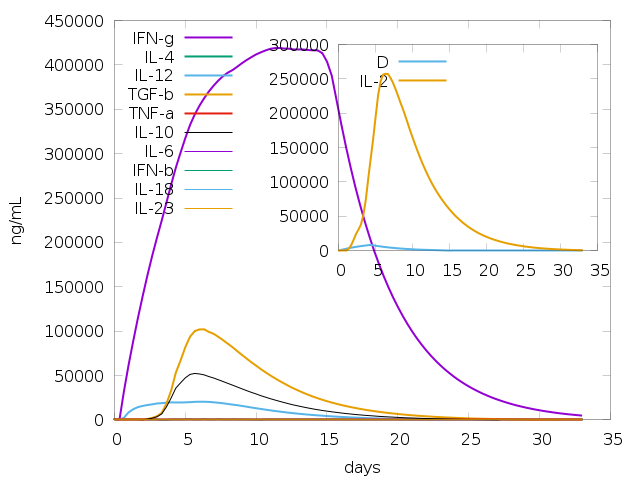 450000
400000
350000
300000
250000
200000
150000
100000
50000
0
ng/mL
IFN-g
IL-4
IL-12
TGF-b
TNF-a
IL-10
IL-6
IFN-b
IL-18
IL-23
300000
250000
200000
150000
100000
50000
0
D
IL-2
0 5 10 15 20 25 30 35
0 5 10 15 20 25 30 35
days